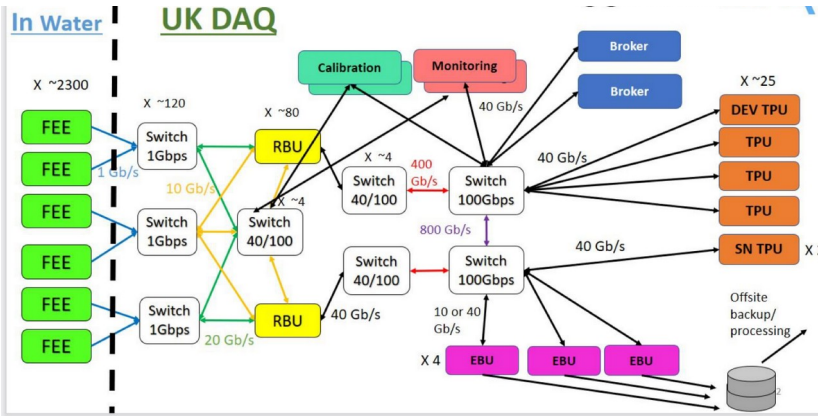 In Water
UK DAQ
X ~2300
FEE
FEE
FEE
FEE
FEE
FEE
1 Gb/s
X ~120
Switch
1Gbps
Switch
1Gbps
Switch
1Gbps
10 Gb/s
20 Gb/s
X ~80
RBU
RBU
X ~4
Switch
40/100
Calibration
Monitoring
40 Gb/s
X ~4
Switch
40/100
Switch
40/100
40 Gb/s
400
Gb/s
Switch
100Gbps
800 Gb/s
Switch
100Gbps
10 or 40
Gb/s
X 4
EBU
EBU
EBU
Broker
Broker
X ~25
DEV TPU
TPU
TPU
TPU
40 Gb/s
SN TPU
X
40 Gb/s
Offsite
backup/
processing
2